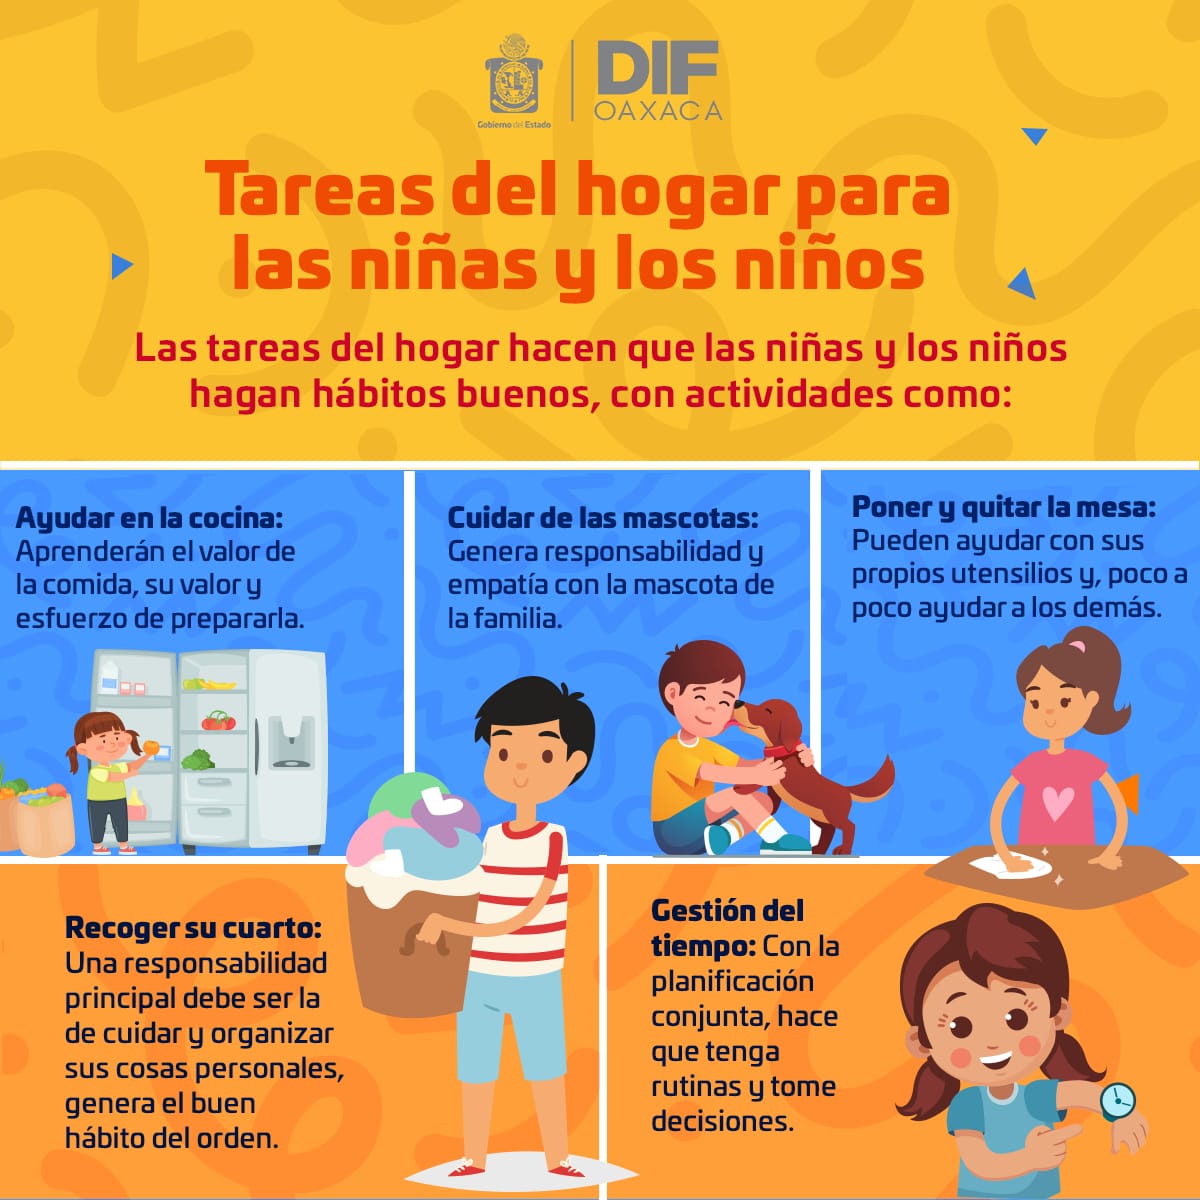 Gobierno del Estado
DIF
OAXACA
Tareas del hogar para
las niñas y los niños
Las tareas del hogar hacen que las niñas y los niños
hagan hábitos buenos, con actividades como:
Ayudar en la cocina:
Aprenderán el valor de
la comida, su valor y
esfuerzo de prepararla.
Cuidar de las mascotas:
Genera responsabilidad y
empatía con la mascota de
la familia.
Poner y quitar la mesa:
Pueden ayudar con sus
propios utensilios y, poco a
poco ayudar a los demás.
Recoger su cuarto:
Una responsabilidad
principal debe ser la
de cuidar y organizar
sus cosas personales,
genera el buen
hábito del orden.
Gestión del
tiempo: Con la
planificación
conjunta, hace
que tenga
rutinas y tome
decisiones.